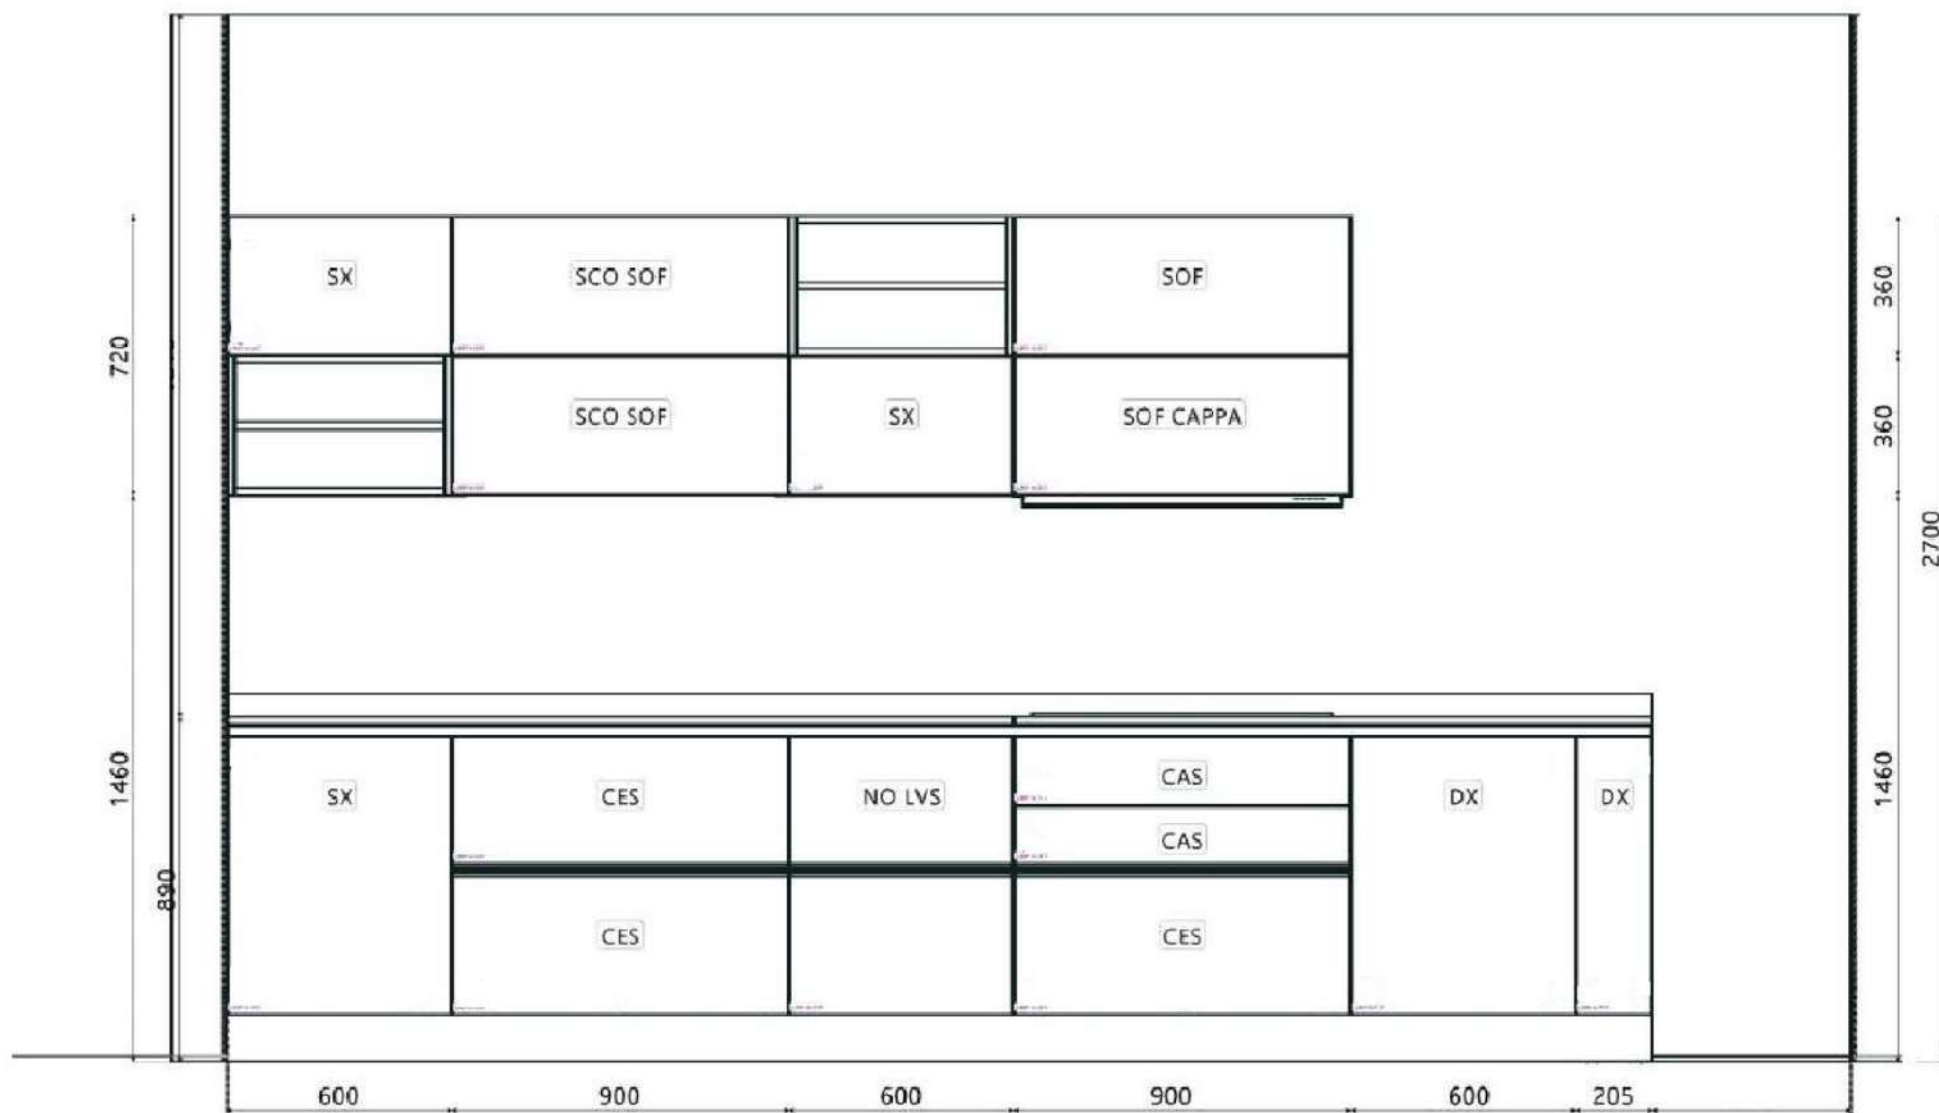 SX
SCO SOF
SOF
360
720
SCO SOF
SX
SOF CAPPA
360
2700
1460
SX
CES
NO LVS
CAS
DX
DX
1460
CAS
890
CES
CES
600
900
600
900
600
205